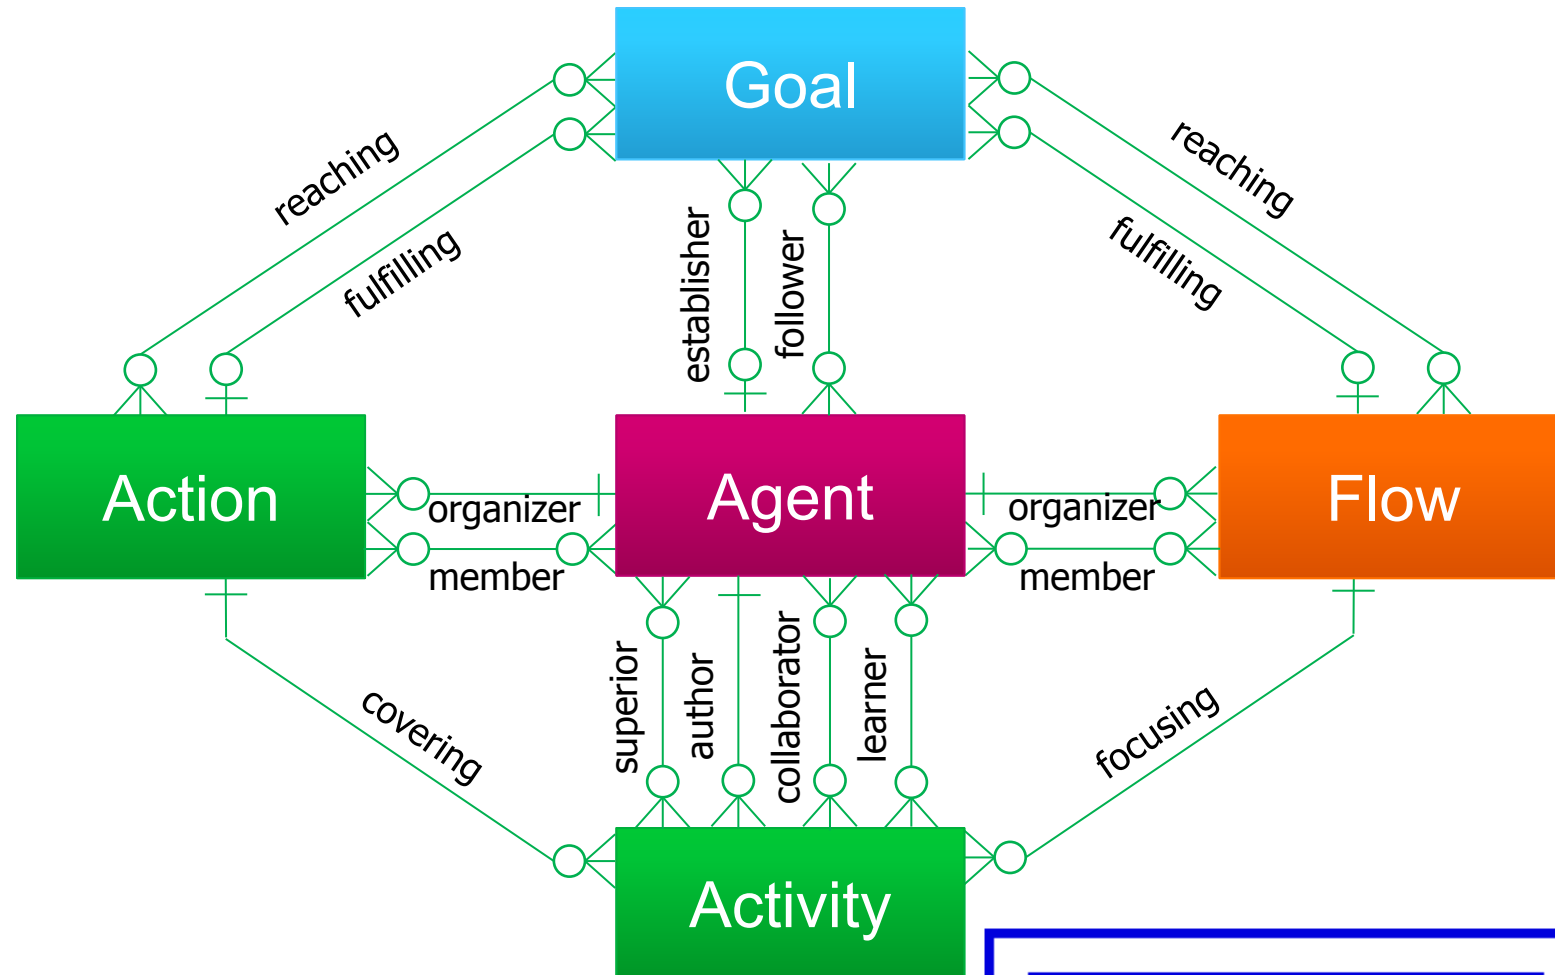 Goal
reaching
reaching
fulfilling
establisher
follower
fulfilling
Action
Agent
Flow
organizer
organizer
member
member
superior
author
collaborator
learner
covering
focusing
Activity